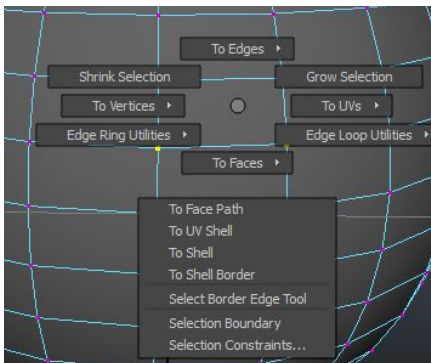 To Edges
Shrink Selection
Grow Selection
To Vertices
To UVs
Edge Ring Utilities
Edge Loop Utilities
To Faces
To Face Path
To UV Shell
To Shell
To Shell Border
Select Border Edge Tool
Selection Boundary
Selection Constraints...